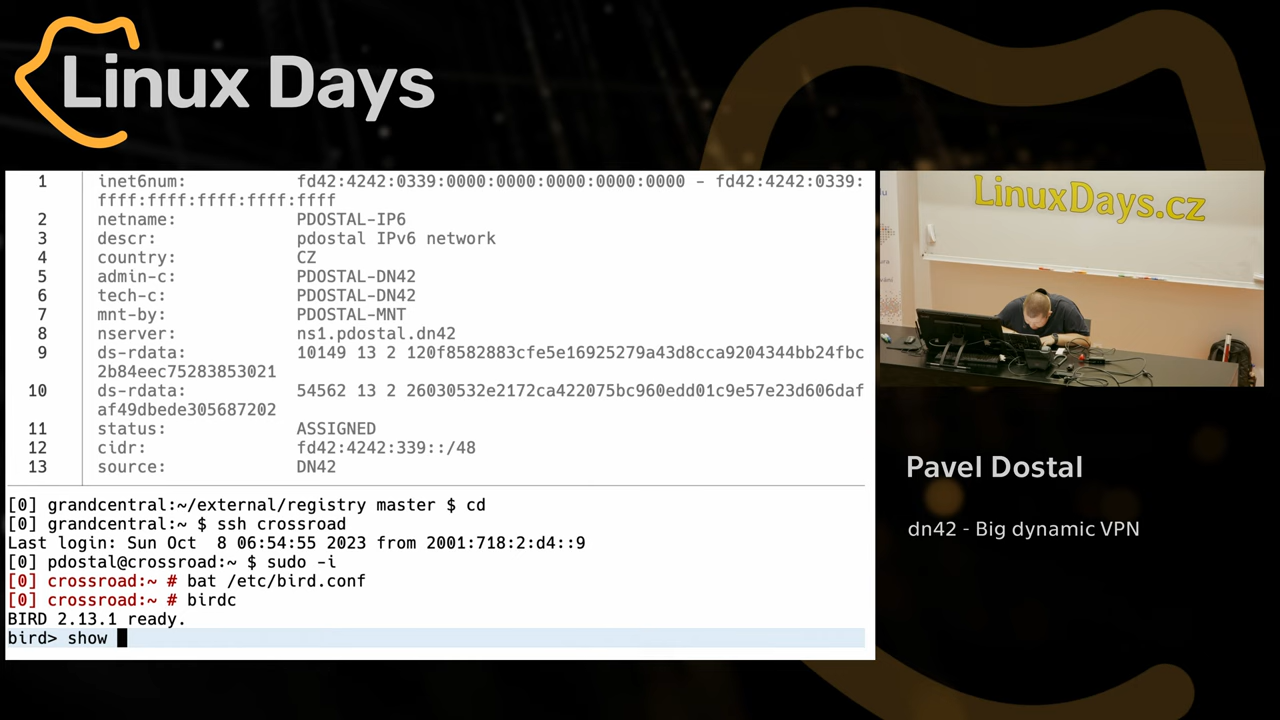 Linux Days
1 inet6num: fd42:4242:0339:0000:0000:0000:0000:0000 - fd42:4242:0339:
ffff:ffff:ffff:ffff:ffff
2 netname: PDOSTAL-IP6
3 descr: pdostal IPv6 network
4 country: CZ
5 admin-c: PDOSTAL-DN42
6 tech-c: PDOSTAL-DN42
7 mnt-by: PDOSTAL-MNT
8 nserver: ns1.pdostal.dn42
9 ds-rdata: 10149 13 2 120f8582883cfe5e16925279a43d8cca9204344bb24fbc
2b84eec75283853021
10 ds-rdata: 54562 13 2 26030532e2172ca422075bc960edd01c9e57e23d606daf
af49dbede305687202
11 status: ASSIGNED
12 cidr: fd42:4242:339::/48
13 source: DN42
[0] grandcentral:~/external/registry master $ cd
[0] grandcentral:~ $ ssh crossroad
Last login: Sun Oct  8 06:54:55 2023 from 2001:718:2:d4::9
[0] pdostal@crossroad:~ $ sudo -i
[0] crossroad:~ # bat /etc/bird.conf
[0] crossroad:~ # birdc
BIRD 2.13.1 ready.
bird> show
LinuxDays.cz
Pavel Dostal
dn42 - Big dynamic VPN